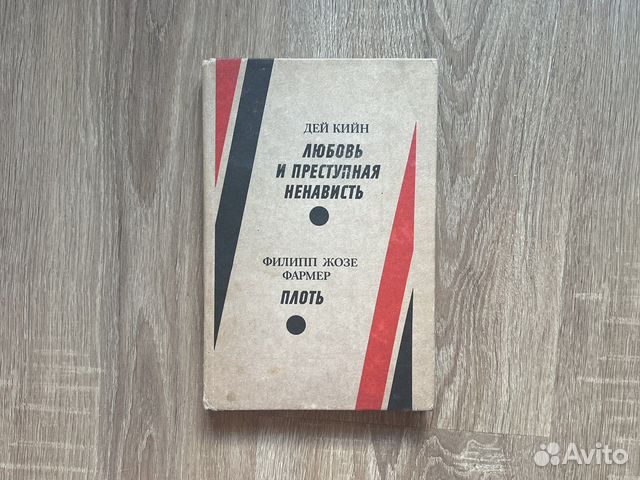 ДЕЙ КИЙН
ЛЮБОВЬ
И ПРЕСТУПНАЯ
НЕНАВИСТЬ
ФИЛИПП ЖОЗЕ
ФАРМЕР
ПЛОТЬ
Avito